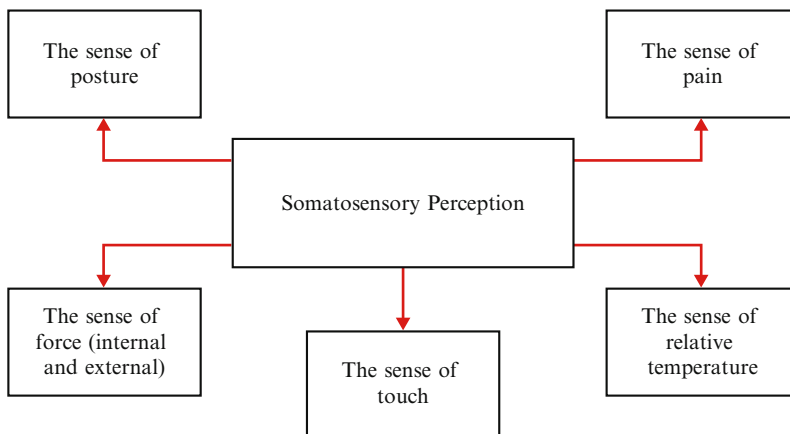 The sense of
posture
The sense of
pain
Somatosensory Perception
The sense of
force (internal
and external)
The sense of
touch
The sense of
relative
temperature